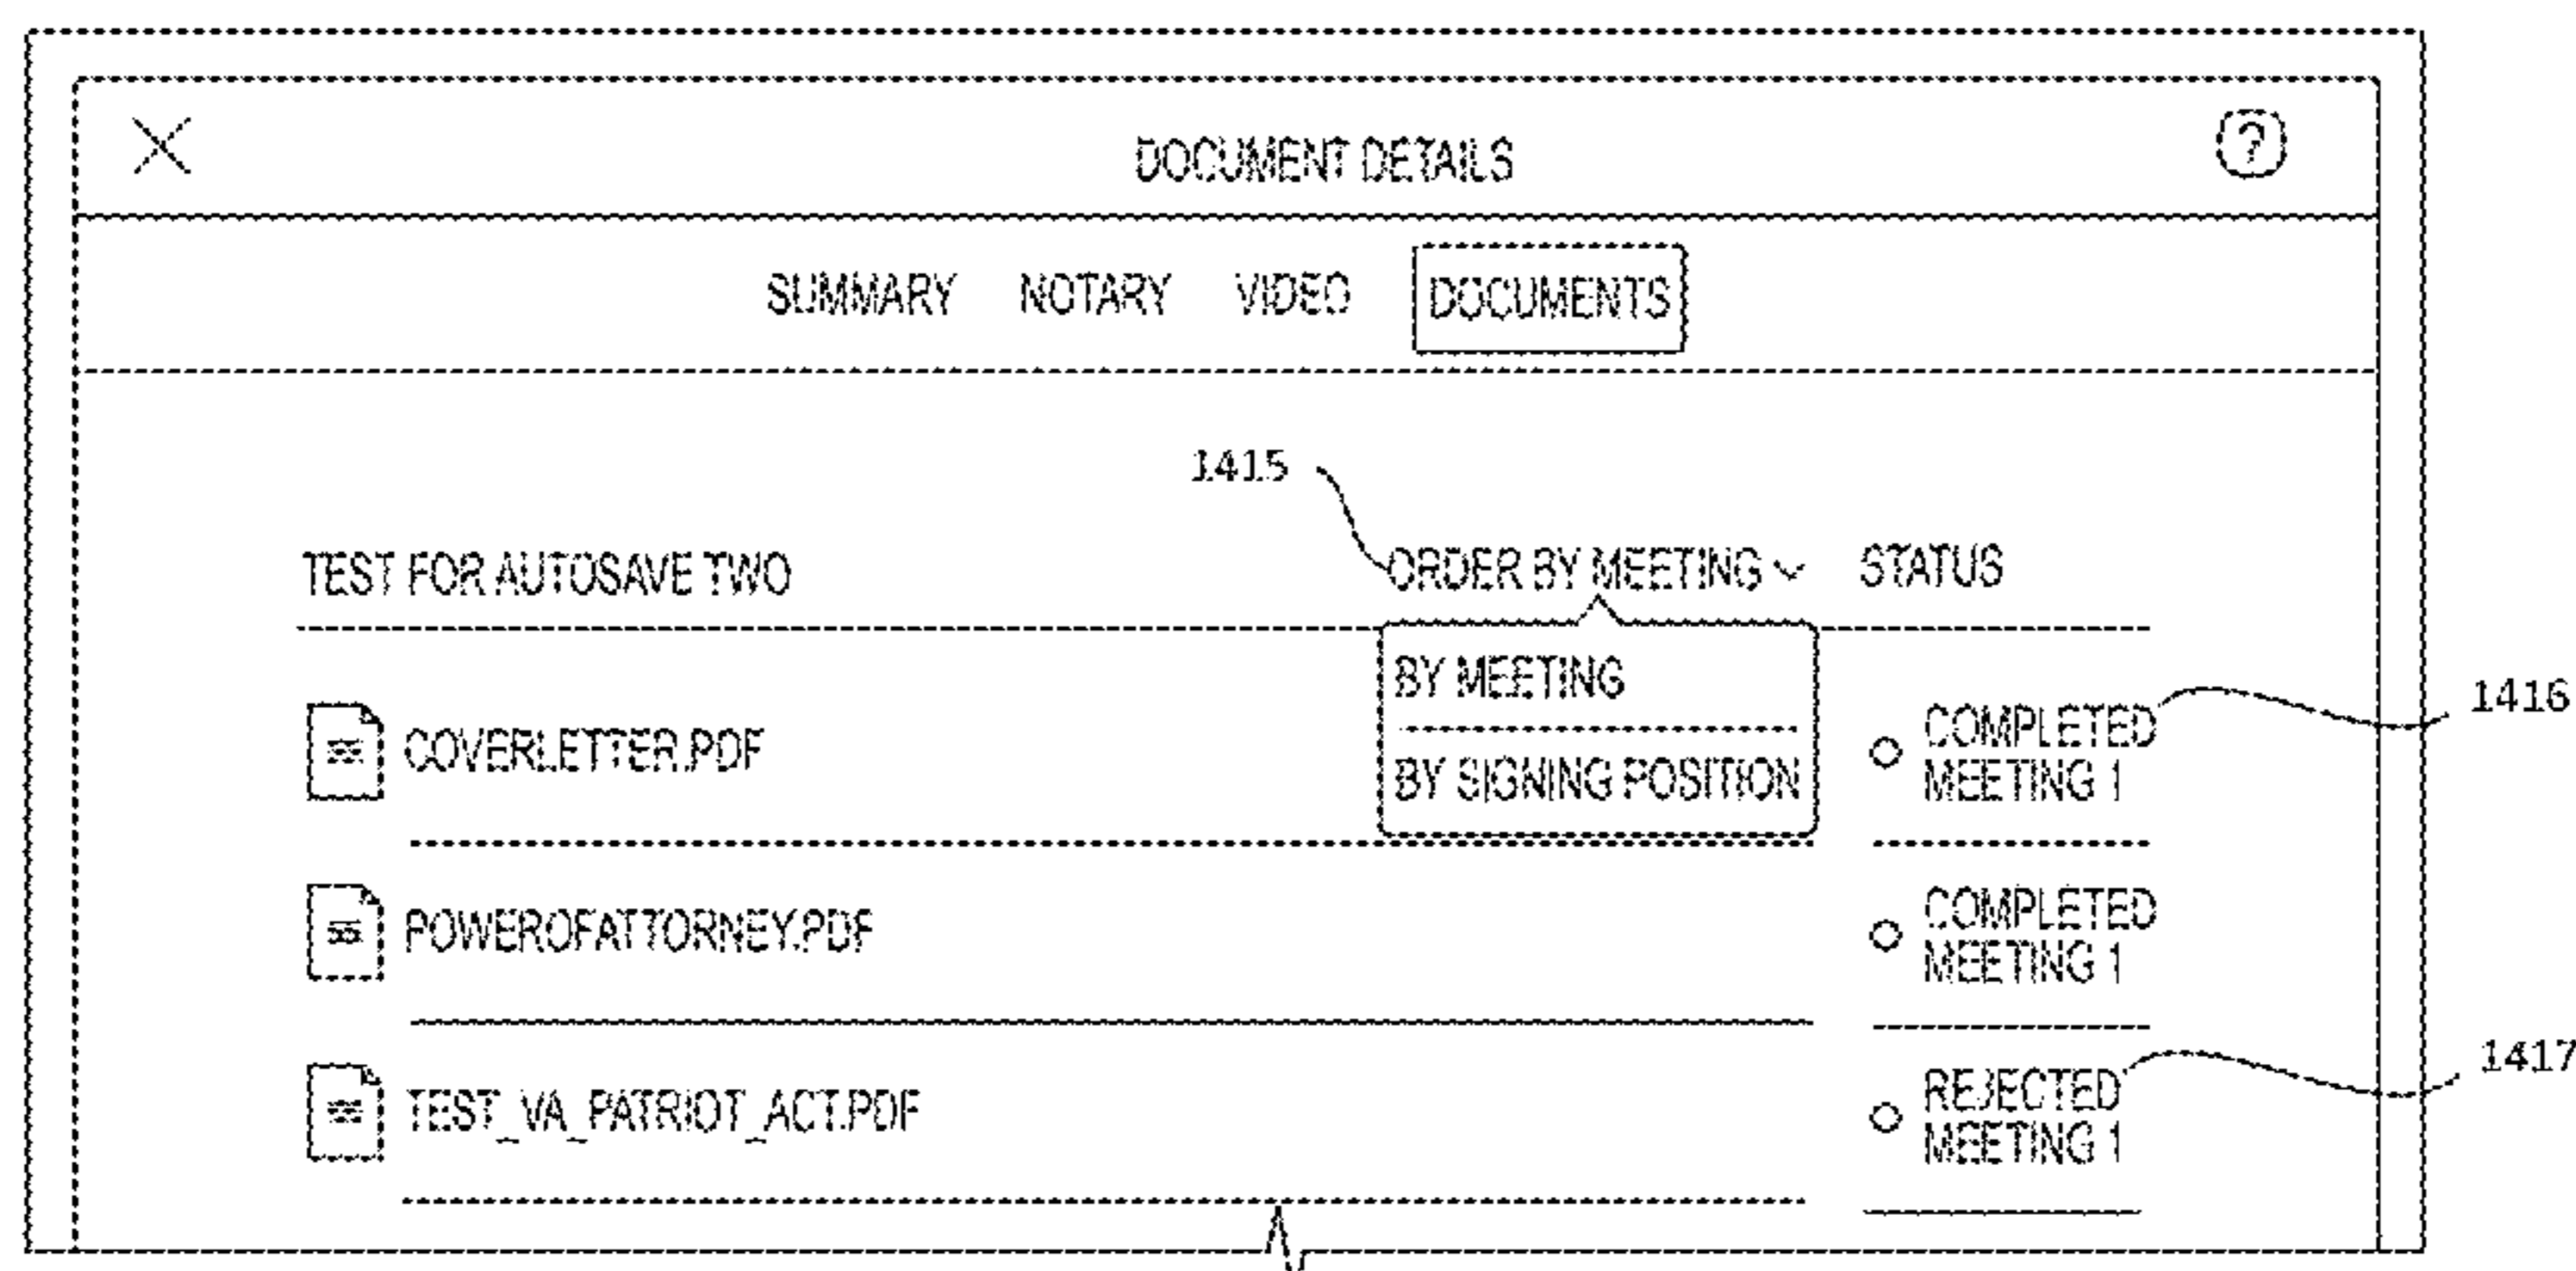 DOCUMENT DETAILS
?
SUMMARY NOTARY VIDEO DOCUMENTS
1415
TEST FOR AUTOSAVE TWO ORDER BY MEETING STATUS
BY MEETING
BY SIGNING POSITION
COVERLETTER.PDF
COMPLETED
MEETING 1
1416
POWEROFATTORNEY.PDF
COMPLETED
MEETING 1
TEST_VA_PATRIOT_ACT.PDF
REJECTED
MEETING 1
1417